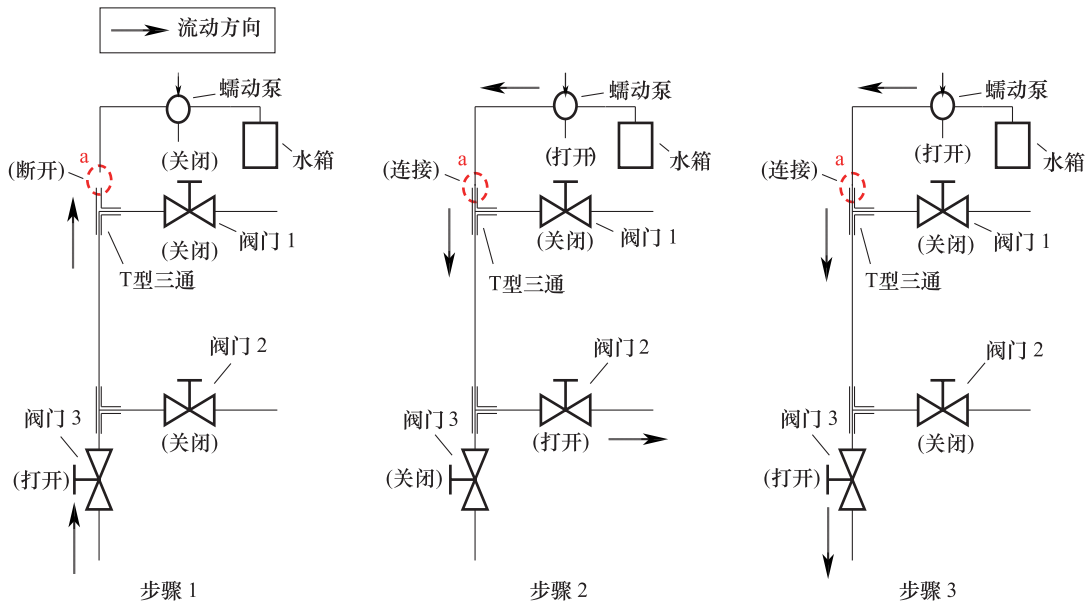 流动方向
蠕动泵
(关闭)
水箱
a
(断开)
阀门 1
(关闭)
T型三通
阀门 2
阀门 3
(关闭)
(打开)
步骤 1
蠕动泵
(打开)
水箱
a
(连接)
阀门 1
(关闭)
T型三通
阀门 2
阀门 3
(打开)
(关闭)
步骤 2
蠕动泵
(打开)
水箱
a
(连接)
阀门 1
(关闭)
T型三通
阀门 2
阀门 3
(关闭)
(打开)
步骤 3